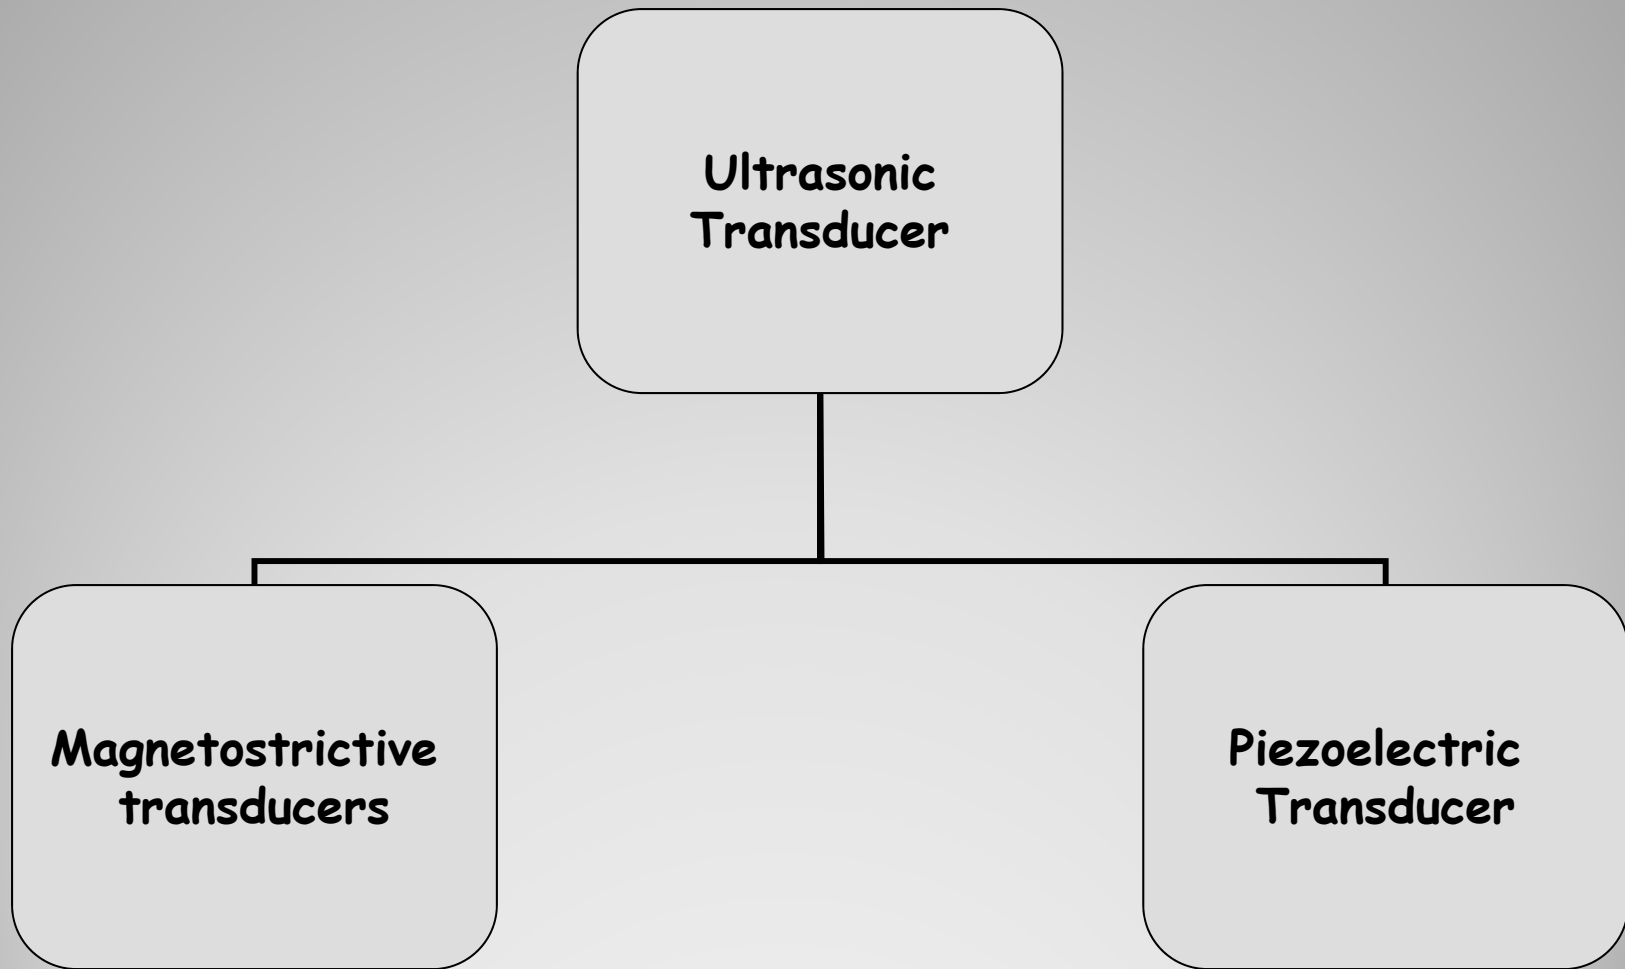 Ultrasonic
Transducer
Magnetostrictive
transducers
Piezoelectric
Transducer